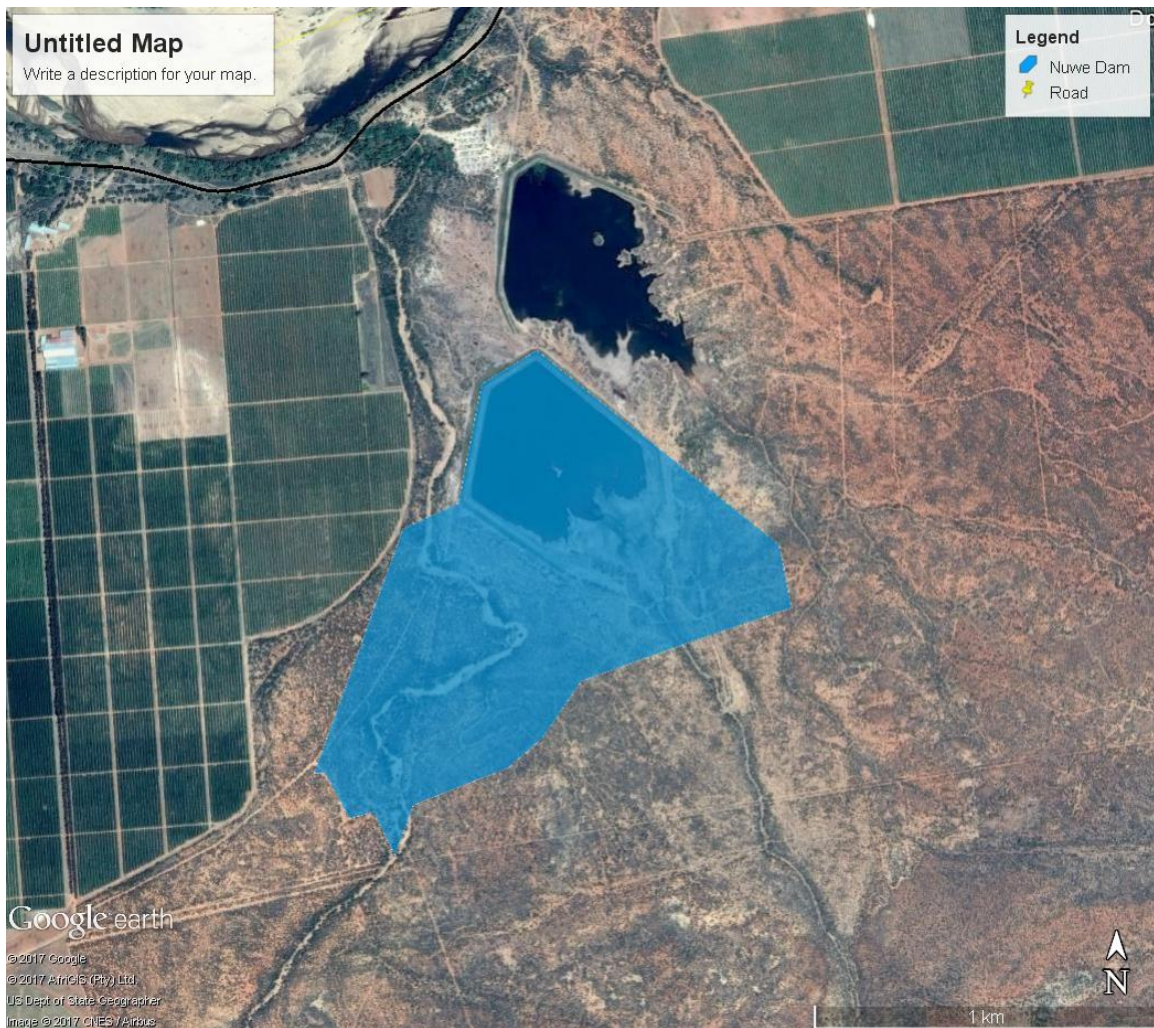 Untitled Map
Write a description for your map.
Legend
Nuwe Dam
Road
Google earth
© 2017 Google
© 2017 AfriGIS (Pty) Ltd.
US Dept of State Geographer
Image © 2017 CNES / Airbus
N
1 km